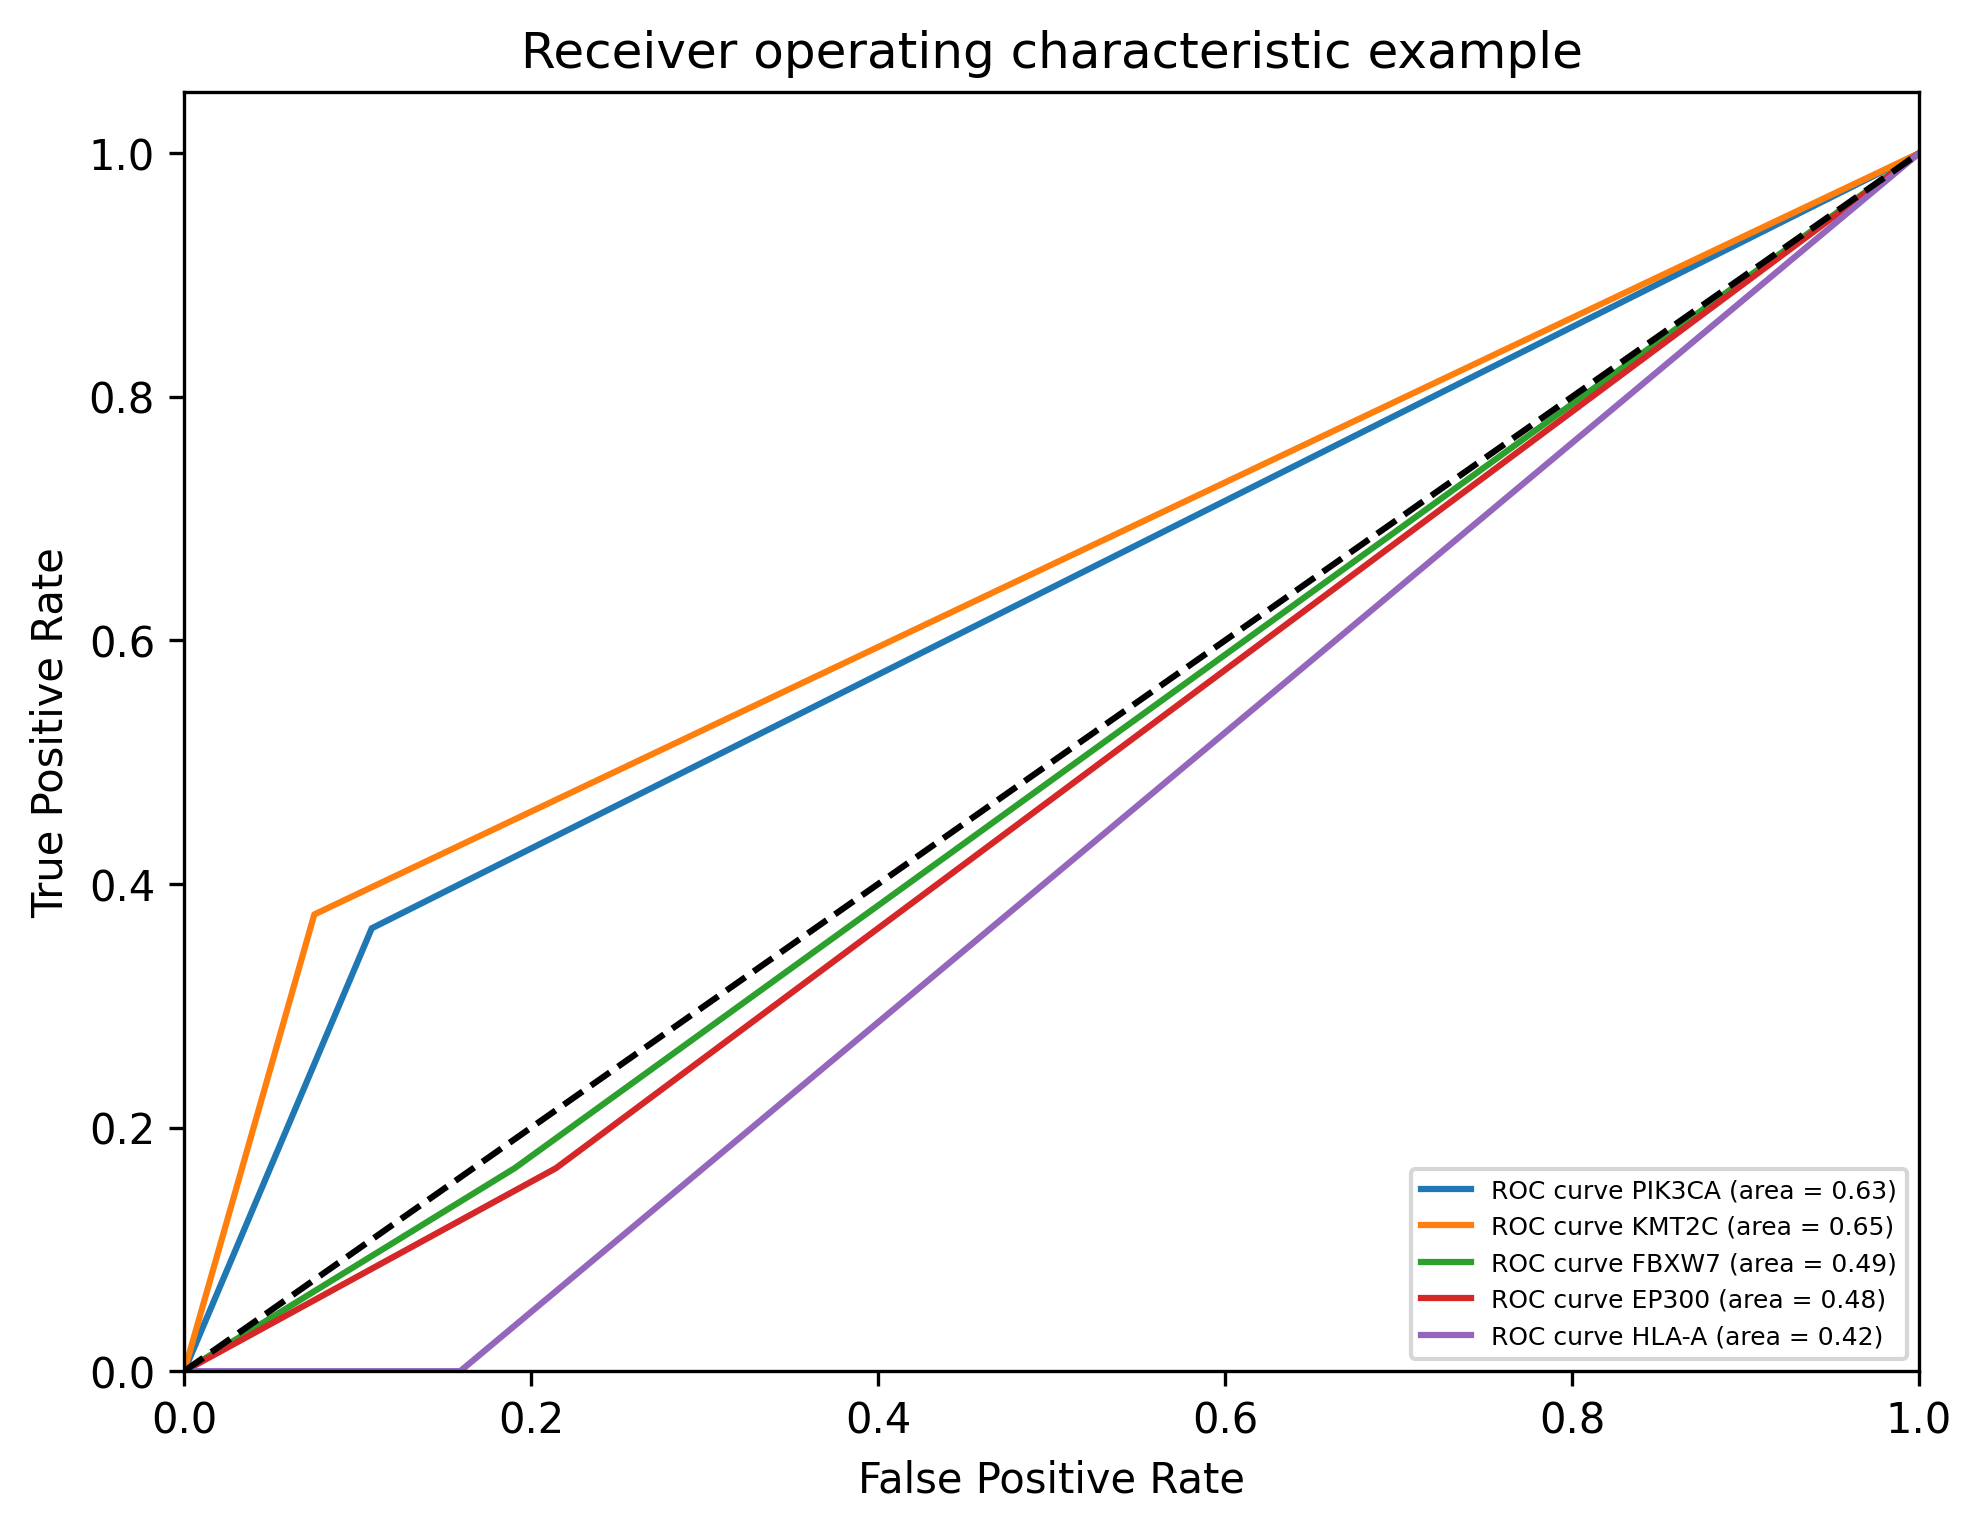 Receiver operating characteristic example
True Positive Rate
1.0
0.8
0.6
0.4
0.2
0.0
ROC curve PIK3CA (area = 0.63)
ROC curve KMT2C (area = 0.65)
ROC curve FBXW7 (area = 0.49)
ROC curve EP300 (area = 0.48)
ROC curve HLA-A (area = 0.42)
0.0 0.2 0.4 0.6 0.8 1.0
False Positive Rate